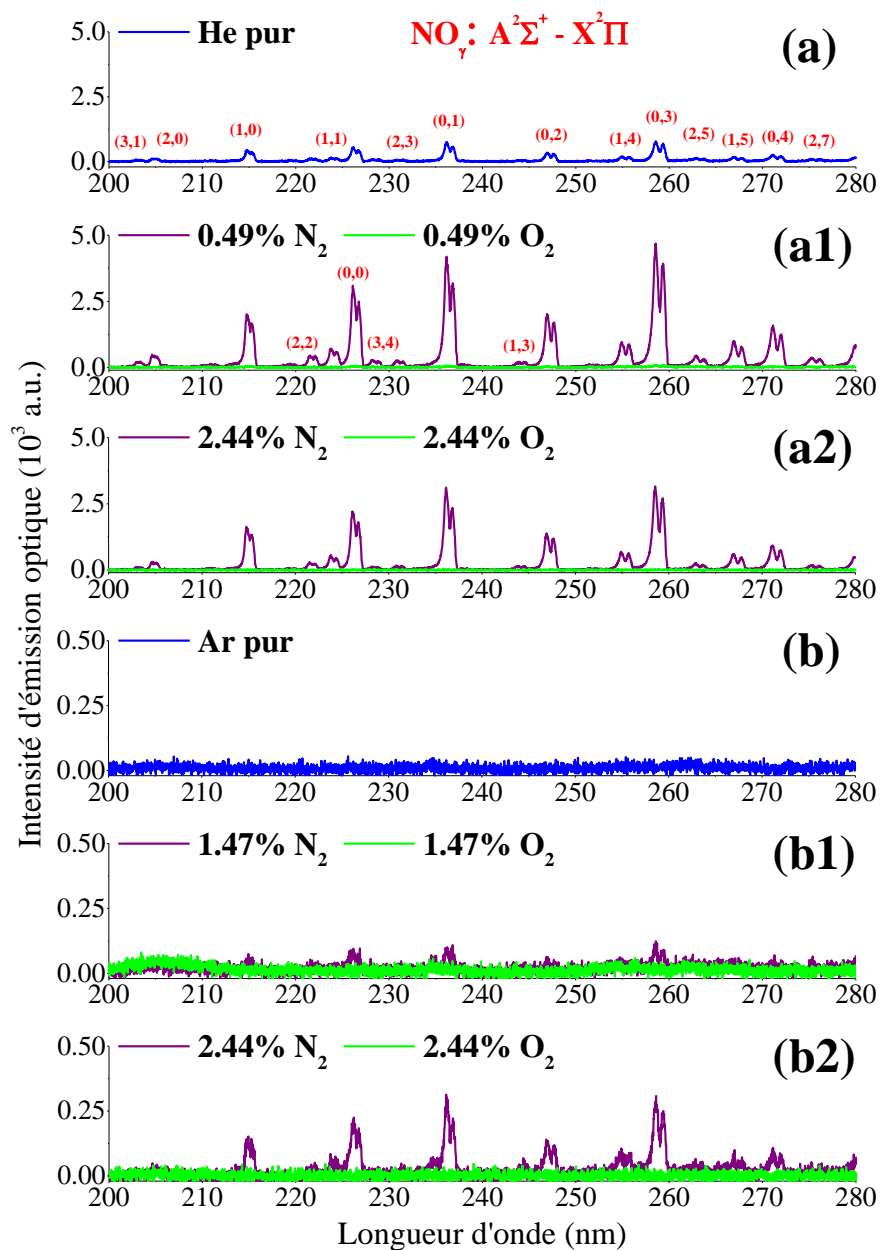 He pur
NOγ: A²Σ⁺ - X²Π
(a)
5.0
2.5
0.0
(3,1) (2,0) (1,0) (1,1) (2,3) (0,1) (0,2) (1,4) (0,3) (2,5) (1,5) (0,4) (2,7)
200 210 220 230 240 250 260 270 280
0.49% N₂ 0.49% O₂
(a1)
5.0
2.5
0.0
(2,2) (0,0) (3,4) (1,3)
200 210 220 230 240 250 260 270 280
2.44% N₂ 2.44% O₂
(a2)
5.0
2.5
0.0
200 210 220 230 240 250 260 270 280
Ar pur
(b)
0.50
0.25
0.00
200 210 220 230 240 250 260 270 280
1.47% N₂ 1.47% O₂
(b1)
0.50
0.25
0.00
200 210 220 230 240 250 260 270 280
2.44% N₂ 2.44% O₂
(b2)
0.50
0.25
0.00
200 210 220 230 240 250 260 270 280
Longueur d'onde (nm)
Intensité d'émission optique (10³ a.u.)